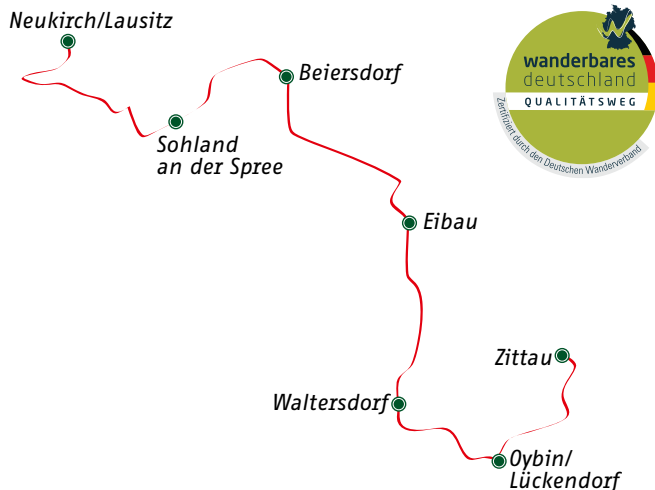 Neukirch/Lausitz
Beiersdorf
Sohland
an der Spree
Eibau
Zittau
Waltersdorf
Oybin/
Lückendorf
wanderbares
deutschland
QUALITÄTSWEG
Zertifiziert durch den Deutschen Wanderverband